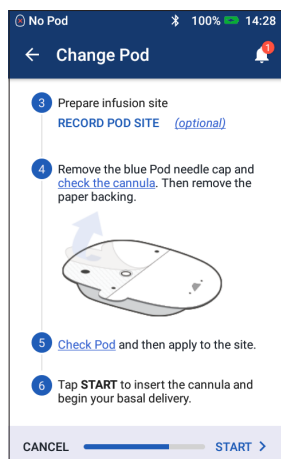 No Pod 100% 14:28
Change Pod 1
3 Prepare infusion site
RECORD POD SITE (optional)
4 Remove the blue Pod needle cap and
check the cannula. Then remove the
paper backing.
5 Check Pod and then apply to the site.
6 Tap START to insert the cannula and
begin your basal delivery.
CANCEL START